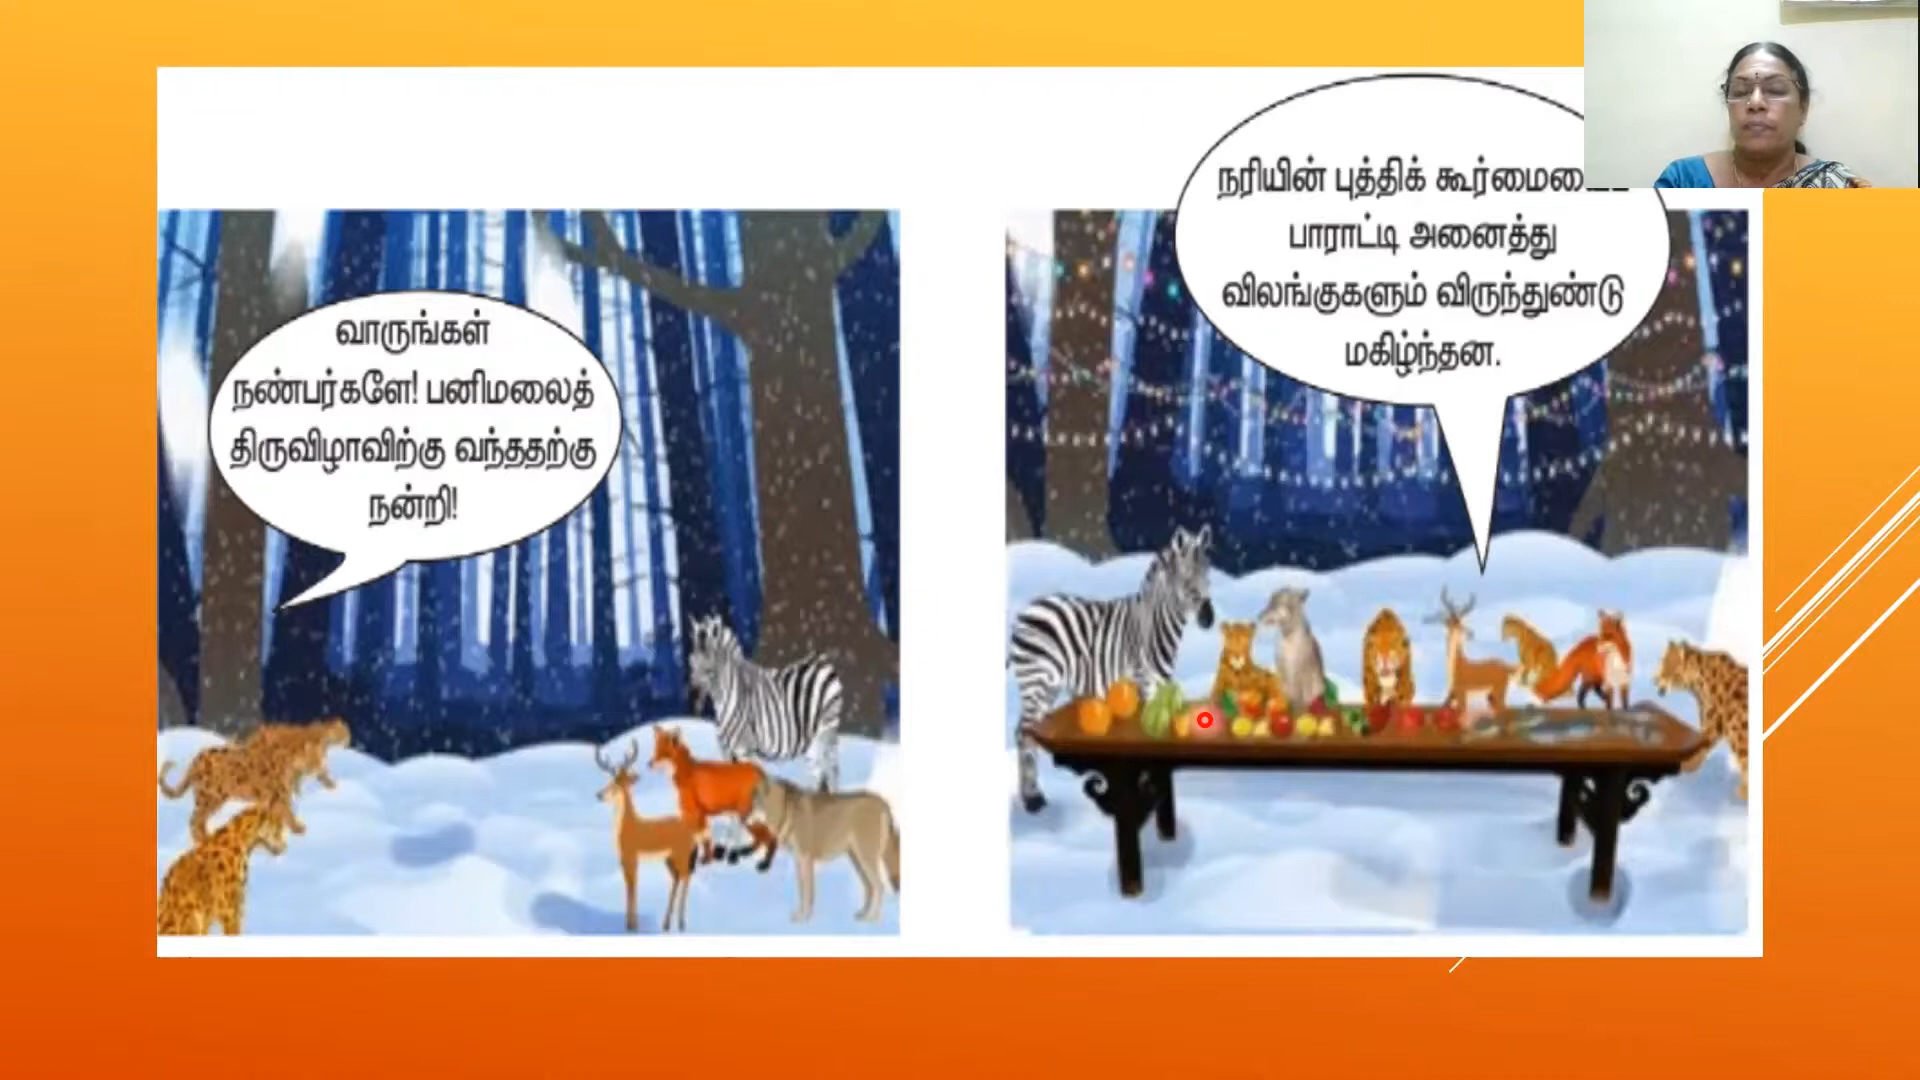 வாருங்கள்
நண்பர்களே! பனிமலைத்
திருவிழாவிற்கு வந்ததற்கு
நன்றி!
நரியின் புத்திக்
பாராட்டி அனைத்து
விலங்குகளும் விருந்துண்டு
மகிழ்ந்தன.